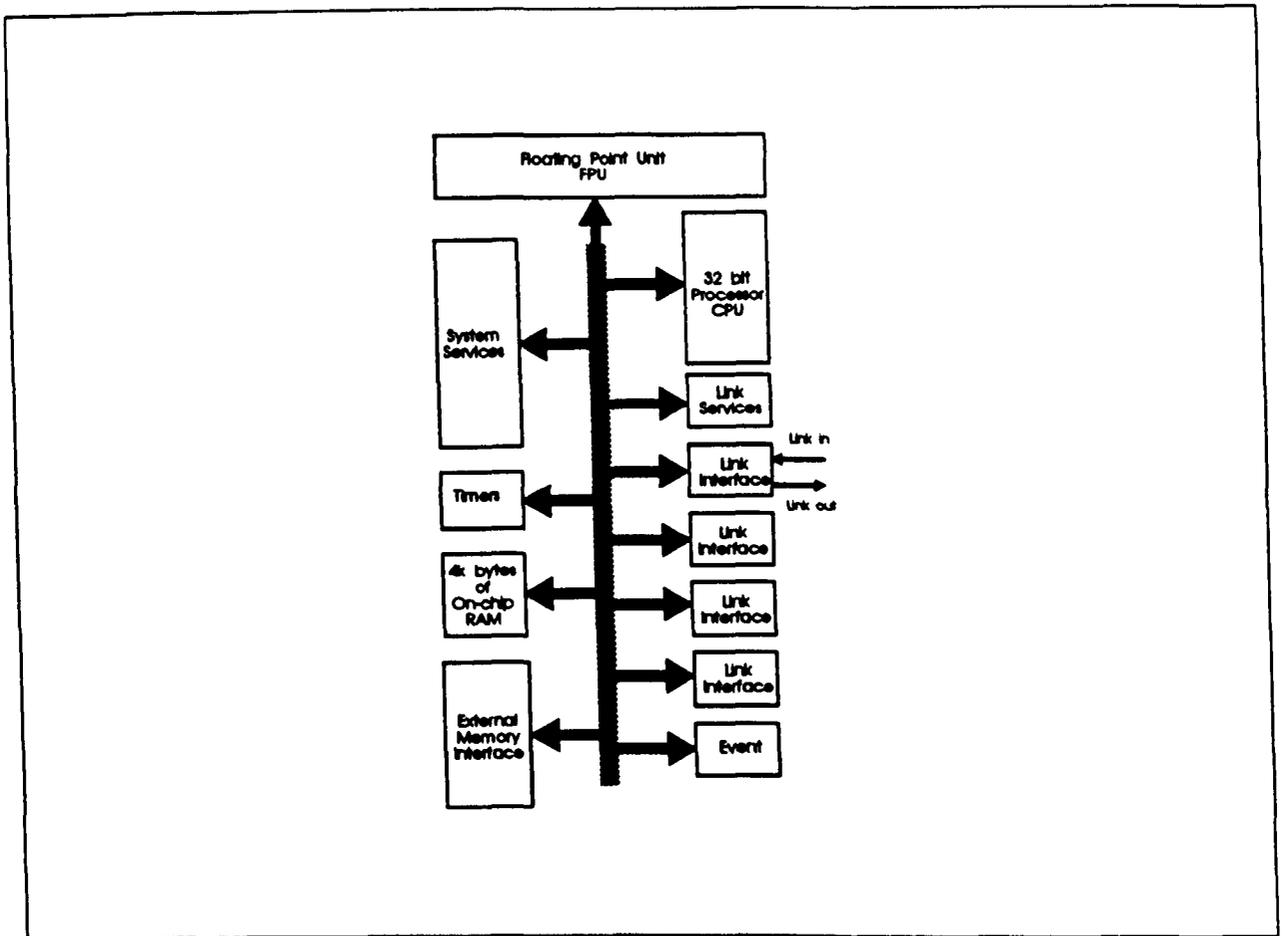 Floating Point Unit
FPU
32 bit
Processor
CPU
System
Services
Link
Services
Link in
Link
Interface
Link out
Timers
Link
Interface
4k bytes
of
On-chip
RAM
Link
Interface
Link
Interface
External
Memory
Interface
Event